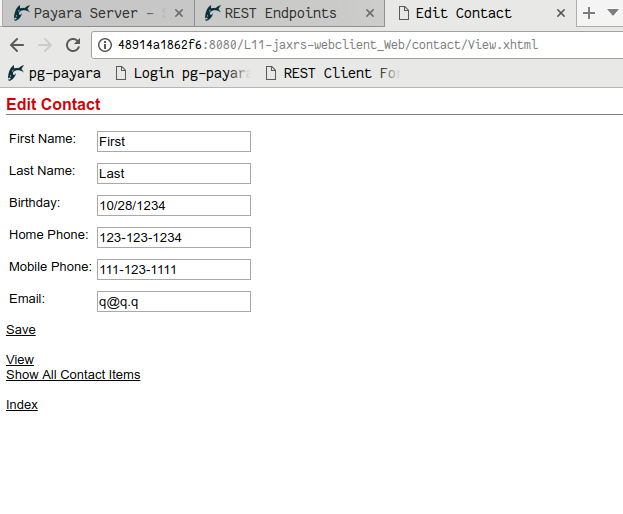 Payara Server -
REST Endpoints
Edit Contact
48914a1862f6:8080/L11-jaxrs-webclient_Web/contact/View.xhtml
pg-payara
Login pg-payara
REST Client
Edit Contact
First Name: First
Last Name: Last
Birthday: 10/28/1234
Home Phone: 123-123-1234
Mobile Phone: 111-123-1111
Email: q@q.q
Save
View
Show All Contact Items
Index